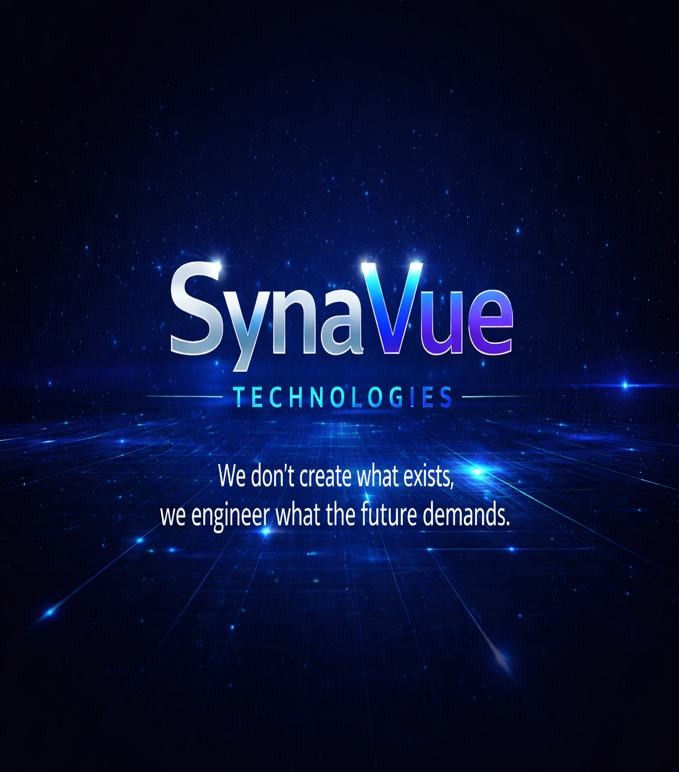 SynaVue
TECHNOLOGIES
We don’t create what exists,
we engineer what the future demands.